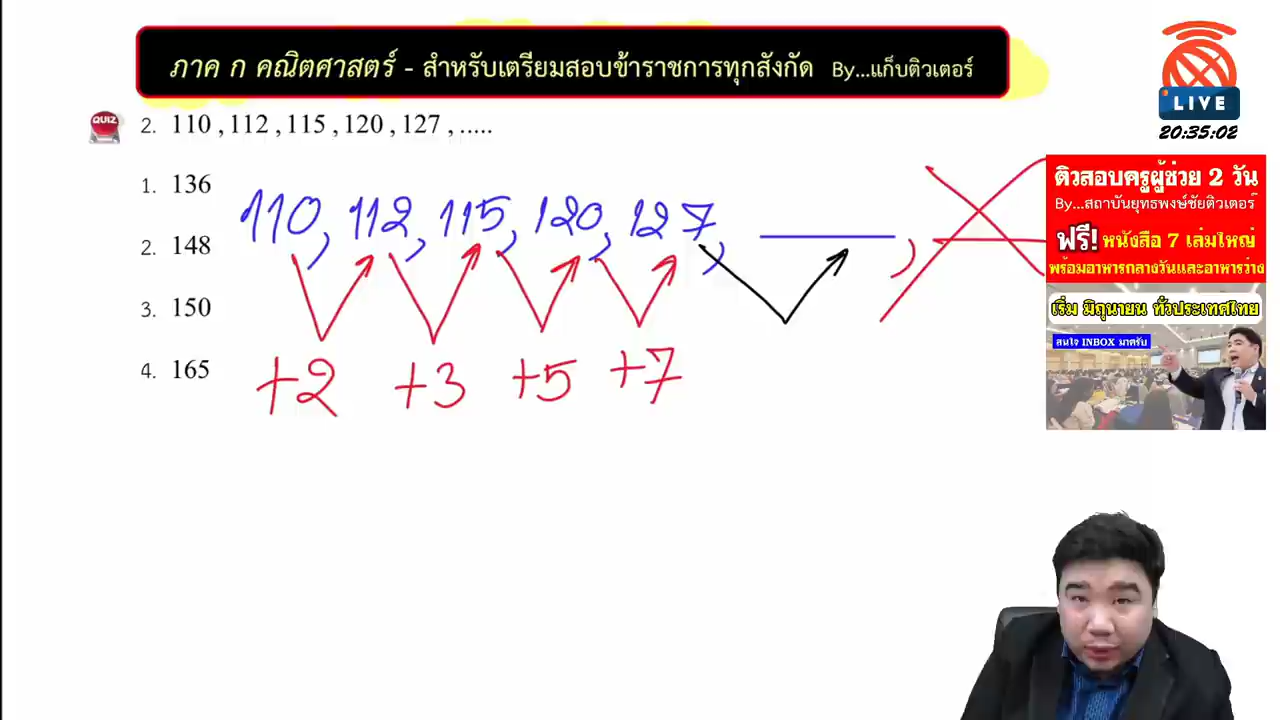 ภาค ก คณิตศาสตร์ - สำหรับเตรียมสอบข้าราชการทุกสังกัด By...แก็บติวเตอร์
LIVE
20:35:02
QUIZ
2. 110 , 112 , 115 , 120 , 127 , .....
1. 136
2. 148
3. 150
4. 165
110, 112, 115, 120, 127, ,
+2 +3 +5 +7
ติวสอบครูผู้ช่วย 2 วัน
By...สถาบันยุทธพงษ์ชัยติวเตอร์
ฟรี! หนังสือ 7 เล่มใหญ่
พร้อมอาหารกลางวันและอาหารว่าง
เริ่ม มิถุนายน ทั่วประเทศไทย
สนใจ INBOX มาครับ